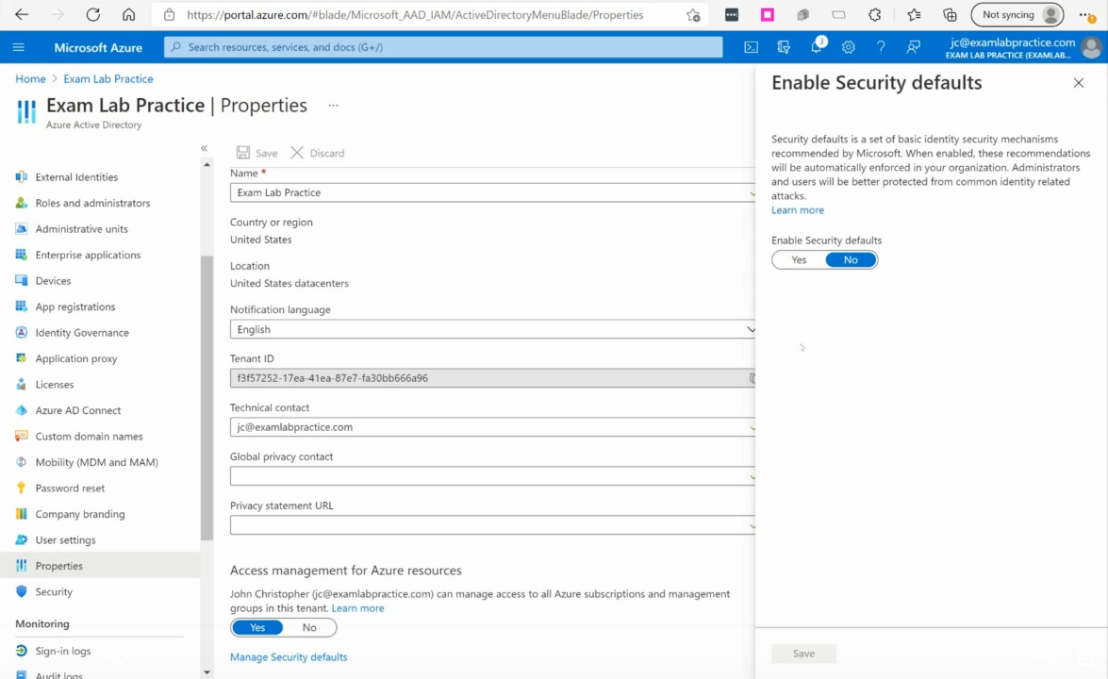 https://portal.azure.com/#blade/Microsoft_AAD_IAM/ActiveDirectoryMenuBlade/Properties
Not syncing
Microsoft Azure
Search resources, services, and docs (G+/)
jc@examlabpractice.com
EXAM LAB PRACTICE (EXAMLAB...
Home > Exam Lab Practice
Exam Lab Practice | Properties ...
Azure Active Directory
External Identities
Roles and administrators
Administrative units
Enterprise applications
Devices
App registrations
Identity Governance
Application proxy
Licenses
Azure AD Connect
Custom domain names
Mobility (MDM and MAM)
Password reset
Company branding
User settings
Properties
Security
Monitoring
Sign-in logs
Audit logs
Save Discard
Name *
Exam Lab Practice
Country or region
United States
Location
United States datacenters
Notification language
English
Tenant ID
f3f57252-17ea-41ea-87e7-fa30bb666a96
Technical contact
jc@examlabpractice.com
Global privacy contact
Privacy statement URL
Access management for Azure resources
John Christopher (jc@examlabpractice.com) can manage access to all Azure subscriptions and management
groups in this tenant. Learn more
Yes No
Manage Security defaults
Enable Security defaults
Security defaults is a set of basic identity security mechanisms
recommended by Microsoft. When enabled, these recommendations
will be automatically enforced in your organization. Administrators
and users will be better protected from common identity related
attacks.
Learn more
Enable Security defaults
Yes No
Save